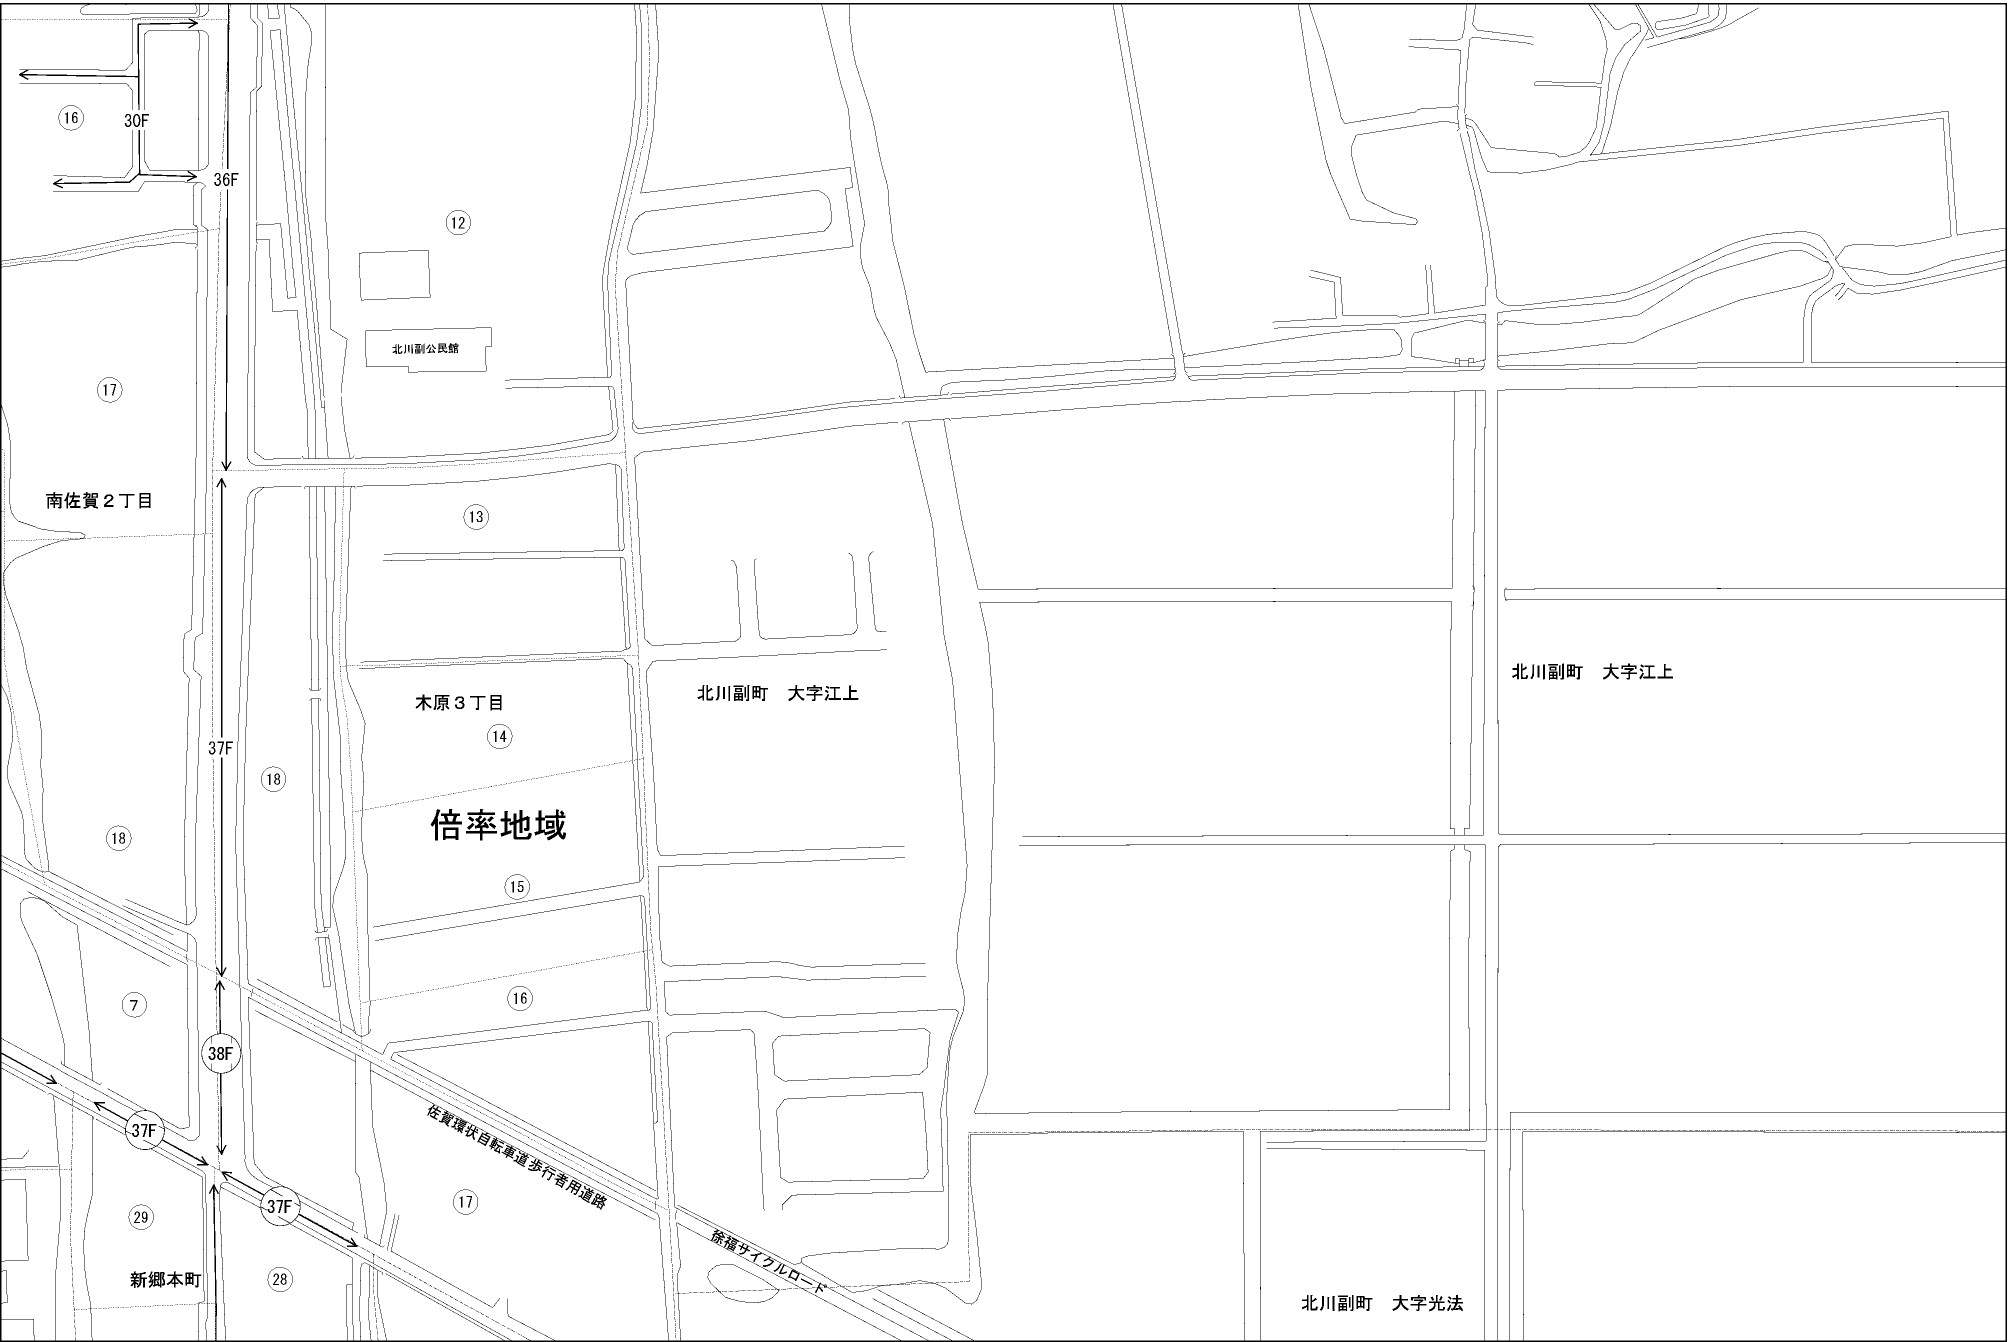 16
30F
36F
12
北川副公民館
17
南佐賀２丁目
13
北川副町　大字江上
北川副町　大字江上
木原３丁目
14
37F
18
倍率地域
18
15
16
7
38F
37F
佐賀環状自転車道歩行者用道路
17
37F
29
徐福サイクルロード
新郷本町
28
北川副町　大字光法